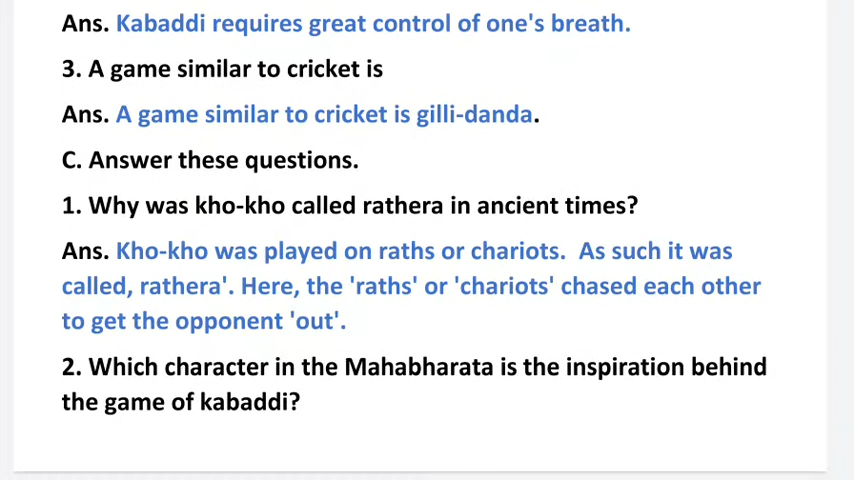 Ans. Kabaddi requires great control of one's breath.
3. A game similar to cricket is
Ans. A game similar to cricket is gilli-danda.
C. Answer these questions.
1. Why was kho-kho called rathera in ancient times?
Ans. Kho-kho was played on raths or chariots.  As such it was
called, rathera'. Here, the 'raths' or 'chariots' chased each other
to get the opponent 'out'.
2. Which character in the Mahabharata is the inspiration behind
the game of kabaddi?